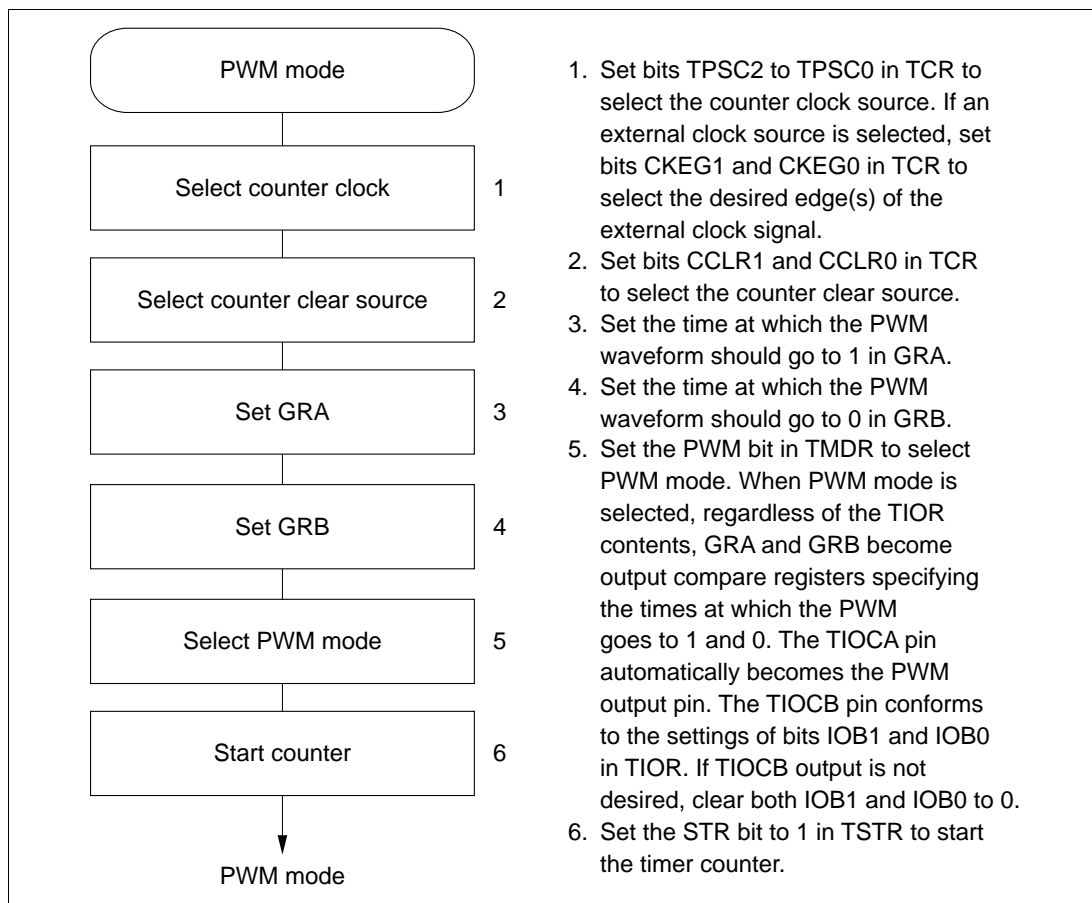 PWM mode
Select counter clock
1
Select counter clear source
2
Set GRA
3
Set GRB
4
Select PWM mode
5
Start counter
6
PWM mode
1. Set bits TPSC2 to TPSC0 in TCR to
select the counter clock source. If an
external clock source is selected, set
bits CKEG1 and CKEG0 in TCR to
select the desired edge(s) of the
external clock signal.
2. Set bits CCLR1 and CCLR0 in TCR
to select the counter clear source.
3. Set the time at which the PWM
waveform should go to 1 in GRA.
4. Set the time at which the PWM
waveform should go to 0 in GRB.
5. Set the PWM bit in TMDR to select
PWM mode. When PWM mode is
selected, regardless of the TIOR
contents, GRA and GRB become
output compare registers specifying
the times at which the PWM
goes to 1 and 0. The TIOCA pin
automatically becomes the PWM
output pin. The TIOCB pin conforms
to the settings of bits IOB1 and IOB0
in TIOR. If TIOCB output is not
desired, clear both IOB1 and IOB0 to 0.
6. Set the STR bit to 1 in TSTR to start
the timer counter.